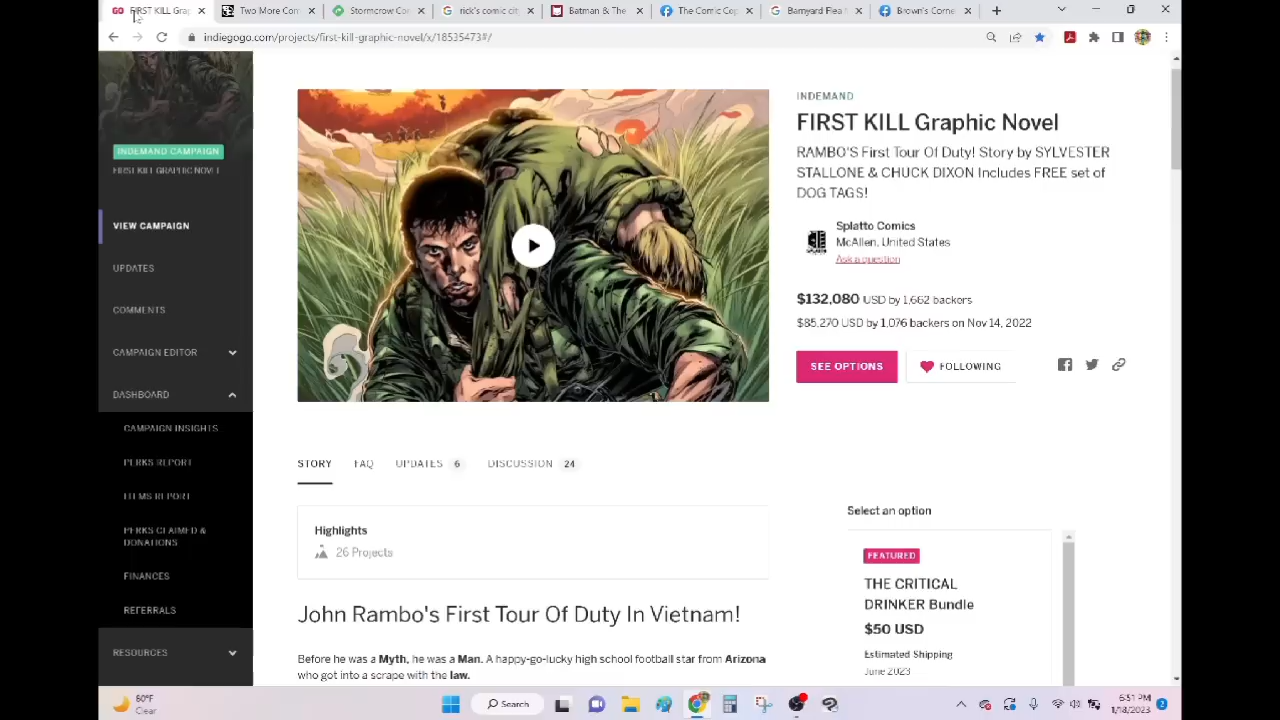 FIRST KILL Grap
Two More Com
Stormcrow Co
rick's comic cit
Batman & The
The Comic Cop
Barnyard Flea
Brown's Comic
indiegogo.com/projects/first-kill-graphic-novel/x/18535473#/
INDEMAND CAMPAIGN
FIRST KILL GRAPHIC NOVEL
VIEW CAMPAIGN
UPDATES
COMMENTS
CAMPAIGN EDITOR
DASHBOARD
CAMPAIGN INSIGHTS
PERKS REPORT
ITEMS REPORT
PERKS CLAIMED &
DONATIONS
FINANCES
REFERRALS
RESOURCES
INDEMAND
FIRST KILL Graphic Novel
RAMBO'S First Tour Of Duty! Story by SYLVESTER
STALLONE & CHUCK DIXON Includes FREE set of
DOG TAGS!
Splatto Comics
McAllen, United States
Ask a question
$132,080 USD by 1,662 backers
$85,270 USD by 1,076 backers on Nov 14, 2022
SEE OPTIONS
FOLLOWING
STORY FAQ UPDATES 6 DISCUSSION 24
Highlights
26 Projects
John Rambo's First Tour Of Duty In Vietnam!
Before he was a Myth, he was a Man. A happy-go-lucky high school football star from Arizona
who got into a scrape with the law.
Select an option
FEATURED
THE CRITICAL
DRINKER Bundle
$50 USD
Estimated Shipping
June 2023
Clear
Search
6:51 PM
1/18/2023
2